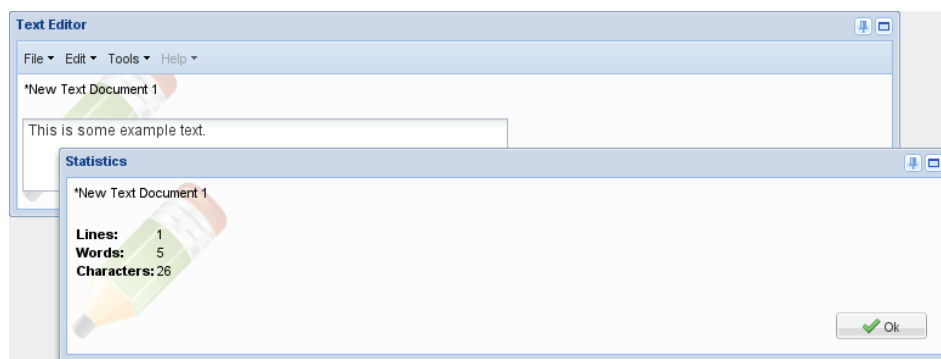 Text Editor
File Edit Tools Help
*New Text Document 1
This is some example text.
Statistics
*New Text Document 1
Lines: 1
Words: 5
Characters: 26
Ok